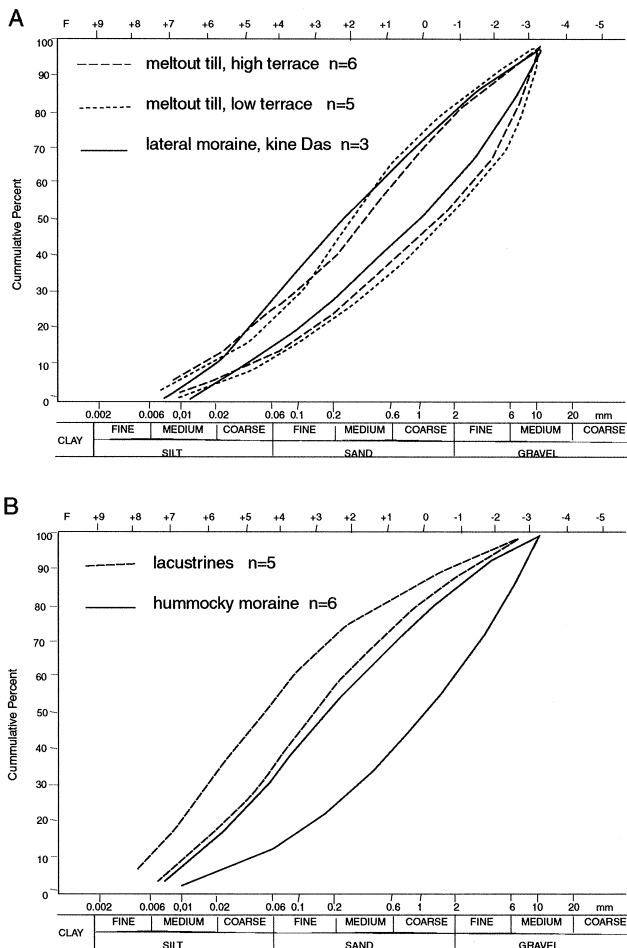 A
F +9 +8 +7 +6 +5 +4 +3 +2 +1 0 -1 -2 -3 -4 -5
100
90
80
70
60
50
40
30
20
10
0
Cummulative Percent
meltout till, high terrace n=6
meltout till, low terrace n=5
lateral moraine, kine Das n=3
0.002 0.006 0,01 0.02 0.06 0.1 0.2 0.6 1 2 6 10 20 mm
CLAY FINE MEDIUM COARSE FINE MEDIUM COARSE FINE MEDIUM COARSE
SILT SAND GRAVEL
B
F +9 +8 +7 +6 +5 +4 +3 +2 +1 0 -1 -2 -3 -4 -5
100
90
80
70
60
50
40
30
20
10
0
Cummulative Percent
lacustrines n=5
hummocky moraine n=6
0.002 0.006 0,01 0.02 0.06 0.1 0.2 0.6 1 2 6 10 20 mm
CLAY FINE MEDIUM COARSE FINE MEDIUM COARSE FINE MEDIUM COARSE
SILT SAND GRAVEL